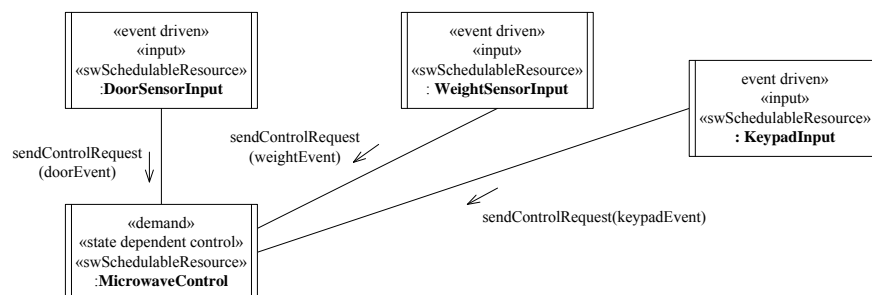 «event driven»
«input»
«swSchedulableResource»
:DoorSensorInput
«event driven»
«input»
«swSchedulableResource»
: WeightSensorInput
event driven»
«input»
«swSchedulableResource»
: KeypadInput
sendControlRequest
(doorEvent)
sendControlRequest
(weightEvent)
sendControlRequest(keypadEvent)
«demand»
«state dependent control»
«swSchedulableResource»
:MicrowaveControl